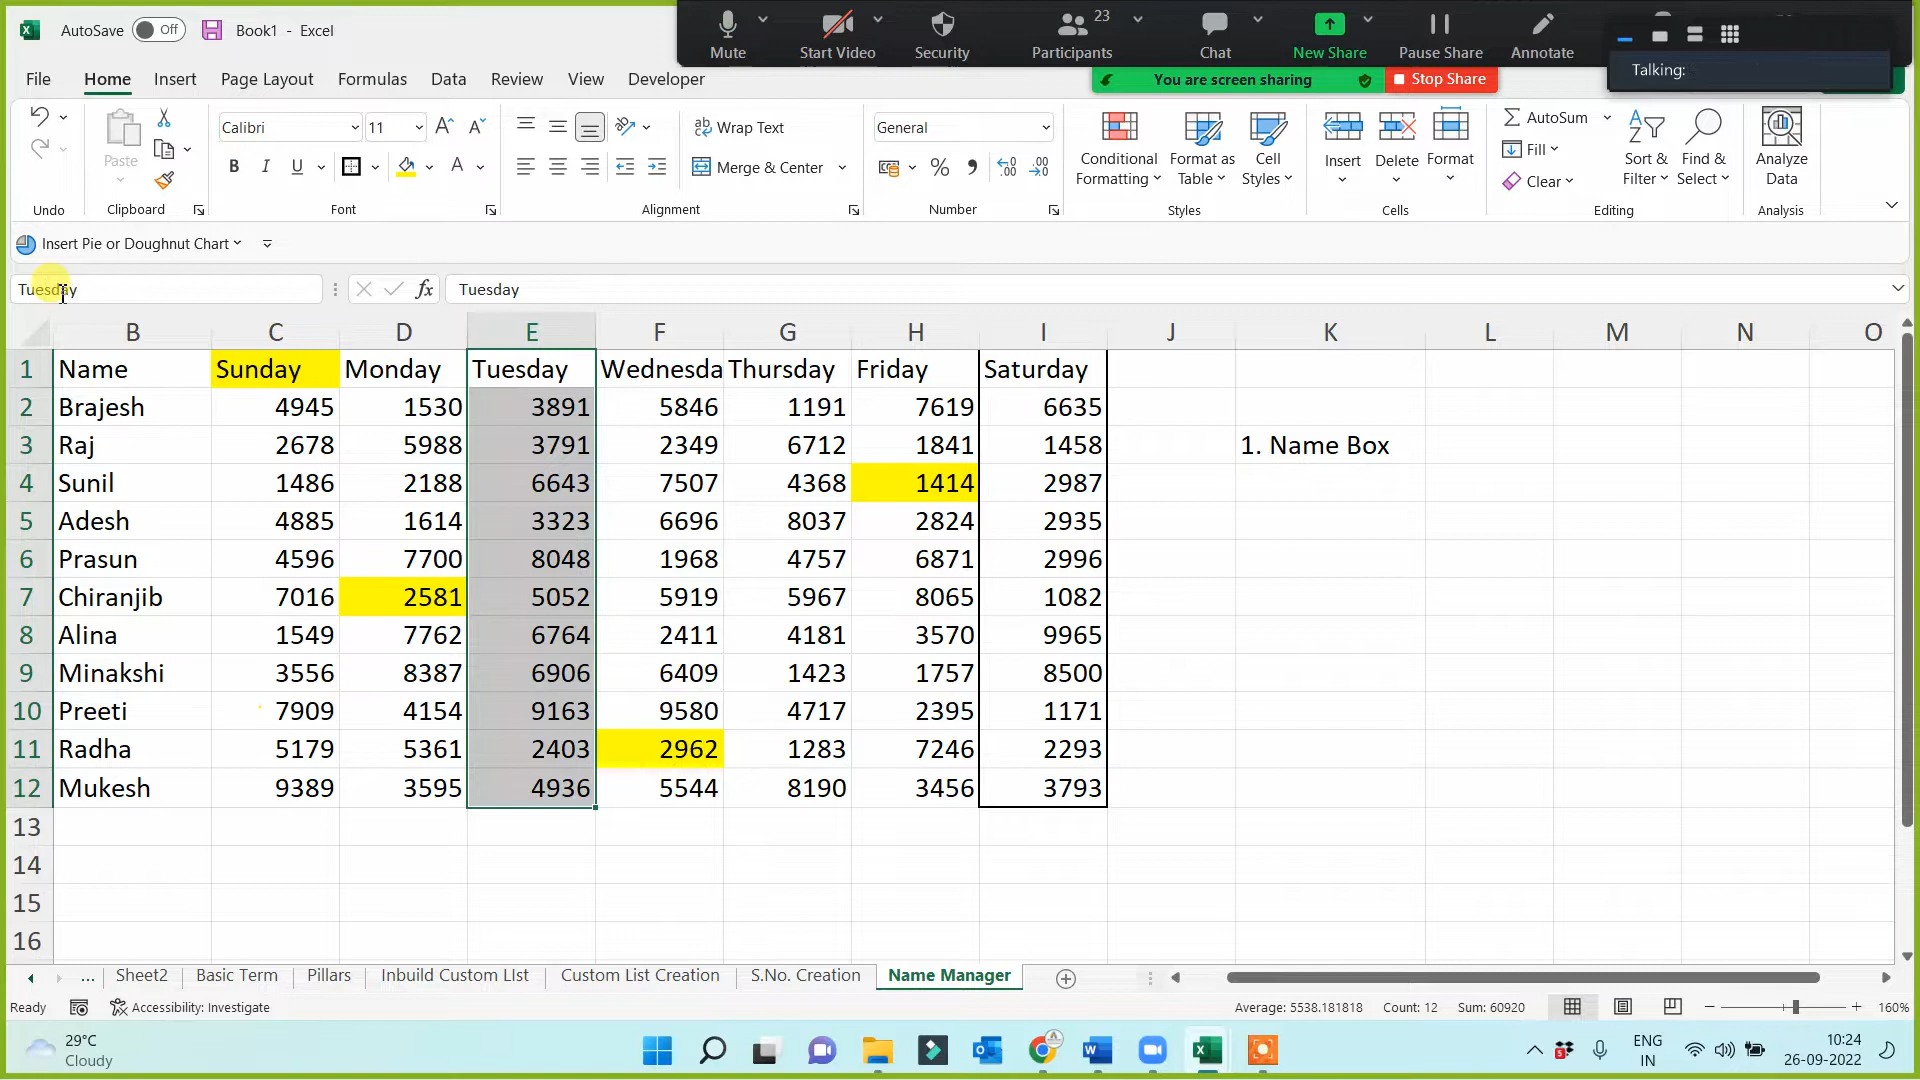 AutoSave Off Book1 - Excel
Mute Start Video Security Participants 23 Chat New Share Pause Share Annotate
Talking:
You are screen sharing Stop Share
File Home Insert Page Layout Formulas Data Review View Developer
Calibri 11 Wrap Text General
Paste B I U Merge & Center % Conditional Formatting Format as Table Cell Styles Insert Delete Format AutoSum Fill Clear Sort & Filter Find & Select Analyze Data
Undo Clipboard Font Alignment Number Styles Cells Editing Analysis
Insert Pie or Doughnut Chart
Tuesday fx Tuesday
B C D E F G H I J K L M N O
1 Name Sunday Monday Tuesday Wednesda Thursday Friday Saturday
2 Brajesh 4945 1530 3891 5846 1191 7619 6635
3 Raj 2678 5988 3791 2349 6712 1841 1458 1. Name Box
4 Sunil 1486 2188 6643 7507 4368 1414 2987
5 Adesh 4885 1614 3323 6696 8037 2824 2935
6 Prasun 4596 7700 8048 1968 4757 6871 2996
7 Chiranjib 7016 2581 5052 5919 5967 8065 1082
8 Alina 1549 7762 6764 2411 4181 3570 9965
9 Minakshi 3556 8387 6906 6409 1423 1757 8500
10 Preeti 7909 4154 9163 9580 4717 2395 1171
11 Radha 5179 5361 2403 2962 1283 7246 2293
12 Mukesh 9389 3595 4936 5544 8190 3456 3793
13
14
15
16
... Sheet2 Basic Term Pillars Inbuild Custom LIst Custom List Creation S.No. Creation Name Manager
Ready Accessibility: Investigate Average: 5538.181818 Count: 12 Sum: 60920 160%
29°C
Cloudy
ENG
IN
10:24
26-09-2022